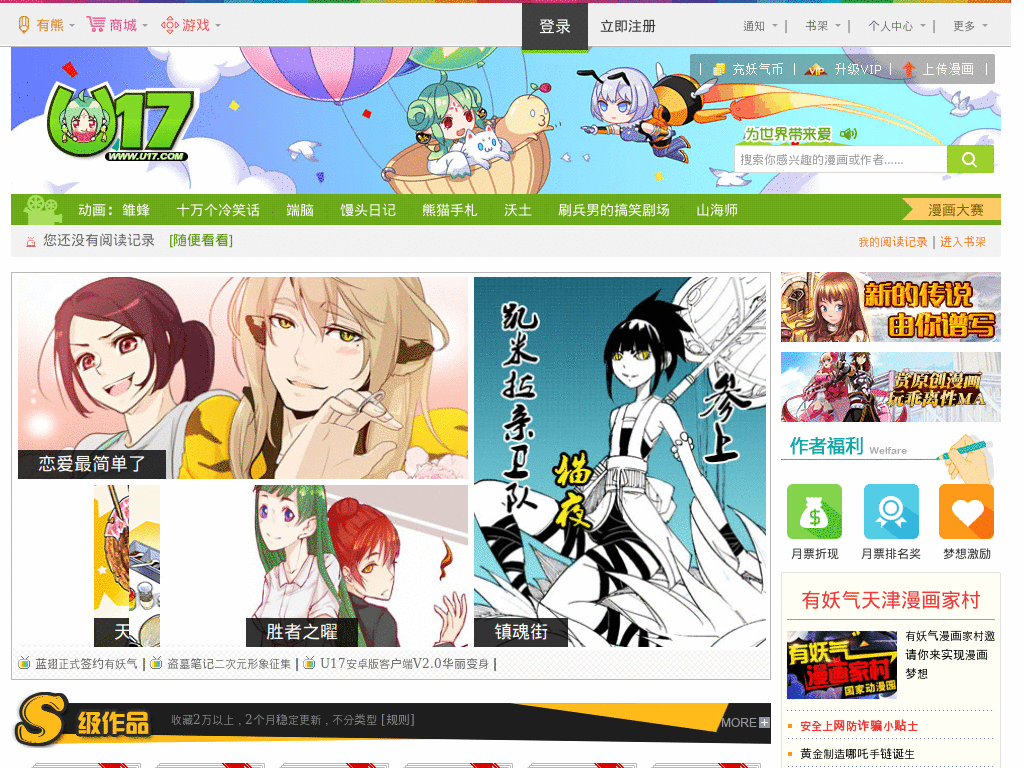 有熊 商城 游戏 登录 立即注册 通知 | 书架 | 个人中心 | 更多
| 充妖气币 | VIP 升级VIP | 上传漫画 |
U17
WWW.U17.COM
为世界带来爱
搜索你感兴趣的漫画或作者......
动画： 雏蜂 十万个冷笑话 端脑 馒头日记 熊猫手札 沃土 刷兵男的搞笑剧场 山海师 漫画大赛
您还没有阅读记录 [随便看看] 我的阅读记录 | 进入书架
恋爱最简单了
天
胜者之曜
凯米拉亲卫队
参上
猫夜
镇魂街
蓝翅正式签约有妖气 | 盗墓笔记二次元形象征集 | U17安卓版客户端V2.0华丽变身 |
S级作品 收藏2万以上，2个月稳定更新，不分类型 [规则] MORE
新的传说
由你谱写
赏原创漫画
玩乖离性MA
作者福利 Welfare
月票折现 月票排名奖 梦想激励
有妖气天津漫画家村
有妖气
漫画家村
国家动漫园
有妖气漫画家村邀
请你来实现漫画
梦想
安全上网防诈骗小贴士
黄金制造哪吒手链诞生